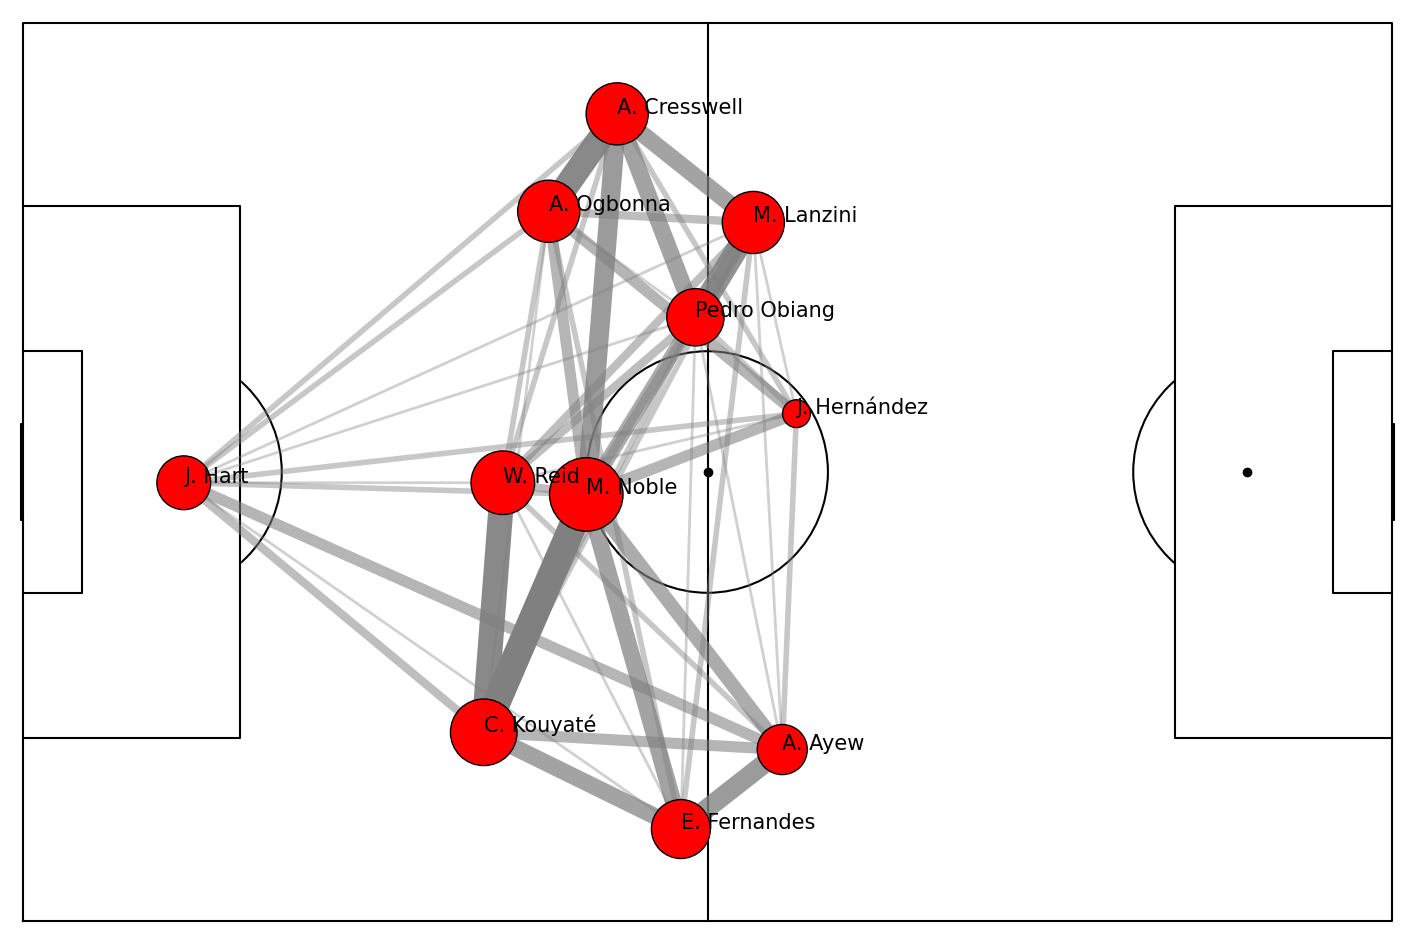 A. Cresswell
A. Ogbonna
M. Lanzini
Pedro Obiang
J. Hernández
J. Hart
W. Reid
M. Noble
C. Kouyaté
A. Ayew
E. Fernandes